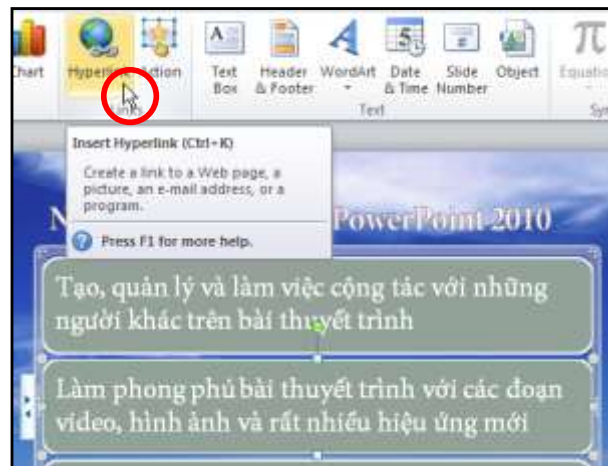 Chart Hyperlink Action Text Box Header & Footer WordArt Date & Time Slide Number Object Equation
Links Text
Insert Hyperlink (Ctrl+K)
Create a link to a Web page, a
picture, an e-mail address, or a
program.
Press F1 for more help.
PowerPoint 2010
Tạo, quản lý và làm việc cộng tác với những
người khác trên bài thuyết trình
Làm phong phú bài thuyết trình với các đoạn
video, hình ảnh và rất nhiều hiệu ứng mới